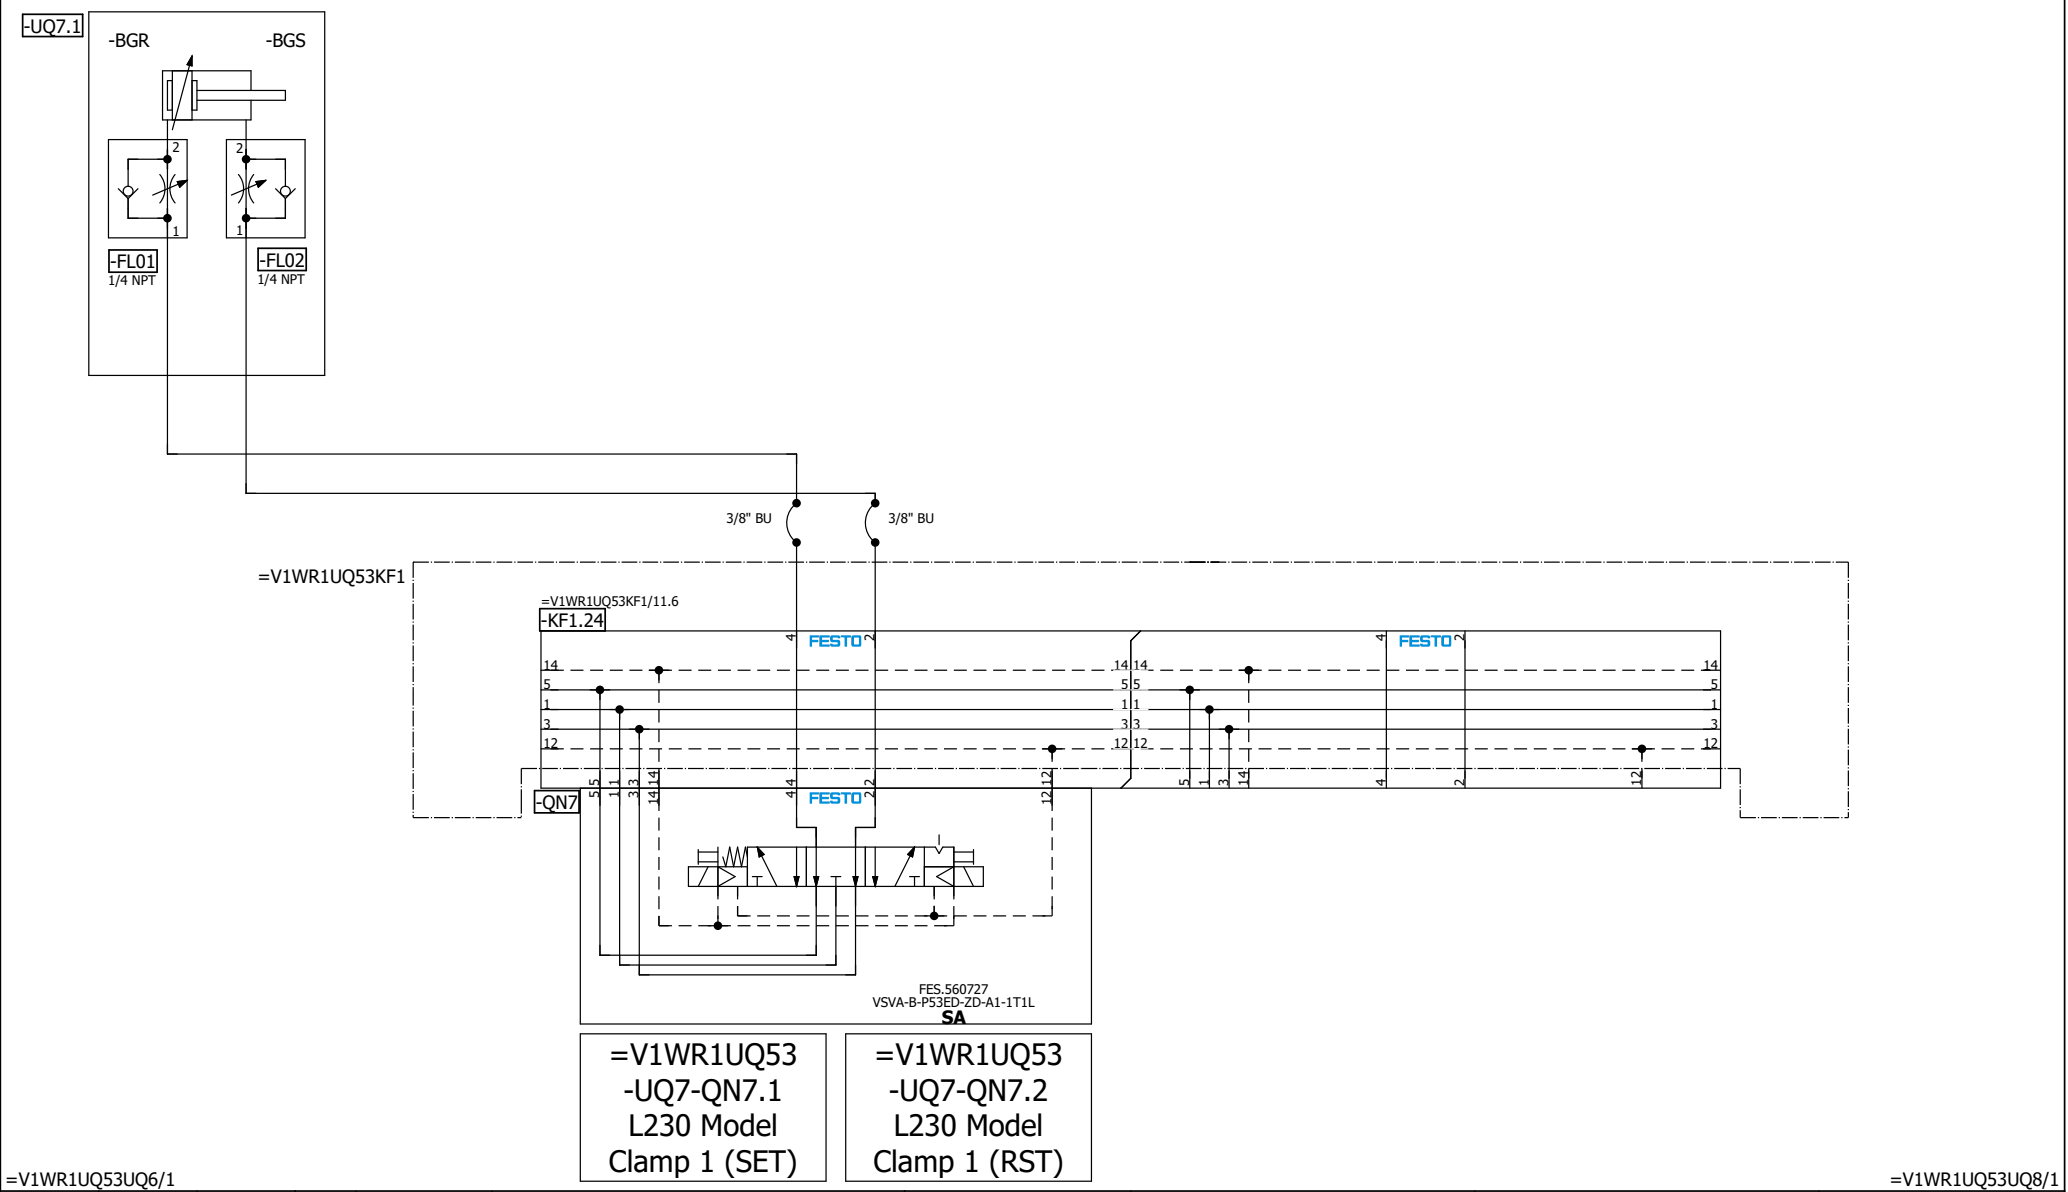 -UQ7.1
-BGR
-BGS
2
2
1
1
-FL01
1/4 NPT
-FL02
1/4 NPT
3/8" BU
3/8" BU
=V1WR1UQ53KF1
=V1WR1UQ53KF1/11.6
-KF1.24
4
FESTO
2
4
FESTO
2
14
14
14
14
5
5
5
5
1
1
1
1
3
3
3
3
12
12
12
12
5
1
3
14
4
2
12
5
1
3
14
4
2
12
-QN7
5
1
3
14
4
FESTO
2
12
FES.560727
VSVA-B-P53ED-ZD-A1-1T1L
SA
=V1WR1UQ53
-UQ7-QN7.1
L230 Model
Clamp 1 (SET)
=V1WR1UQ53
-UQ7-QN7.2
L230 Model
Clamp 1 (RST)
=V1WR1UQ53UQ6/1
=V1WR1UQ53UQ8/1